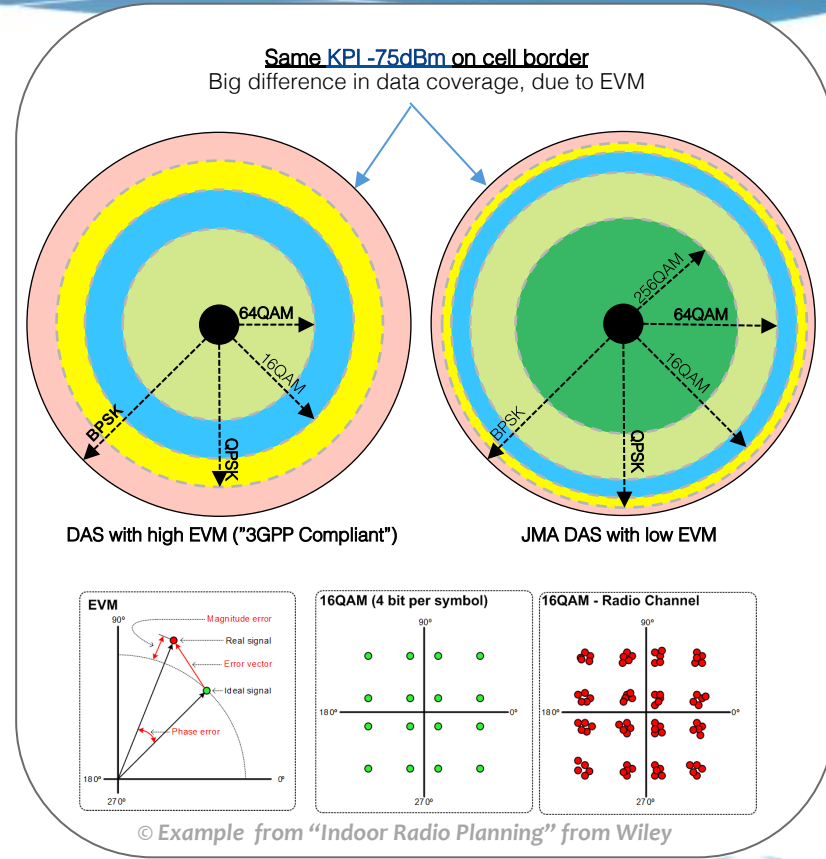 Same KPI -75dBm on cell border
Big difference in data coverage, due to EVM
64QAM
16QAM
BPSK
QPSK
256QAM
64QAM
16QAM
BPSK
QPSK
DAS with high EVM ("3GPP Compliant")
JMA DAS with low EVM
EVM
90°
Magnitude error
Real signal
Error vector
Ideal signal
Phase error
180°
0°
270°
16QAM (4 bit per symbol)
90°
180°
0°
270°
16QAM - Radio Channel
90°
180°
0°
270°
© Example from “Indoor Radio Planning” from Wiley